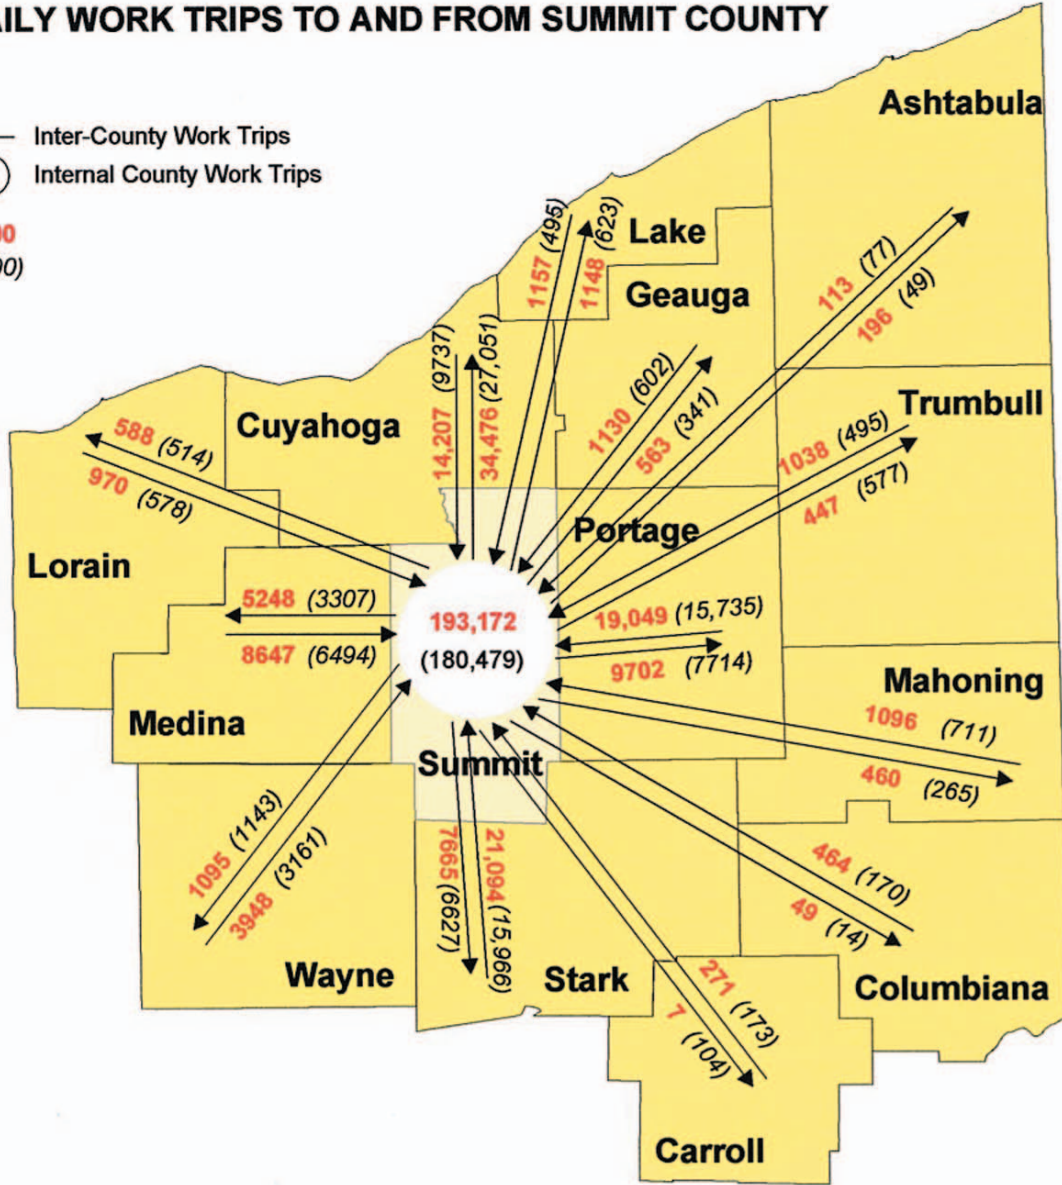 AILY WORK TRIPS TO AND FROM SUMMIT COUNTY
Inter-County Work Trips
Internal County Work Trips
00
00)
Ashtabula
Lake
1157 (495)
1148 (623)
Geauga
113 (77)
196 (49)
Cuyahoga
14,207 (9737)
34,476 (27,051)
1130 (602)
563 (341)
Trumbull
1038 (495)
447 (577)
588 (514)
970 (578)
Portage
Lorain
5248 (3307)
8647 (6494)
193,172
(180,479)
19,049 (15,735)
9702 (7714)
Medina
Mahoning
1096 (711)
460 (265)
Summit
1095 (1143)
3948 (3161)
7665 (6627)
21,094 (15,966)
464 (170)
49 (14)
Wayne
Stark
271 (173)
7 (104)
Columbiana
Carroll